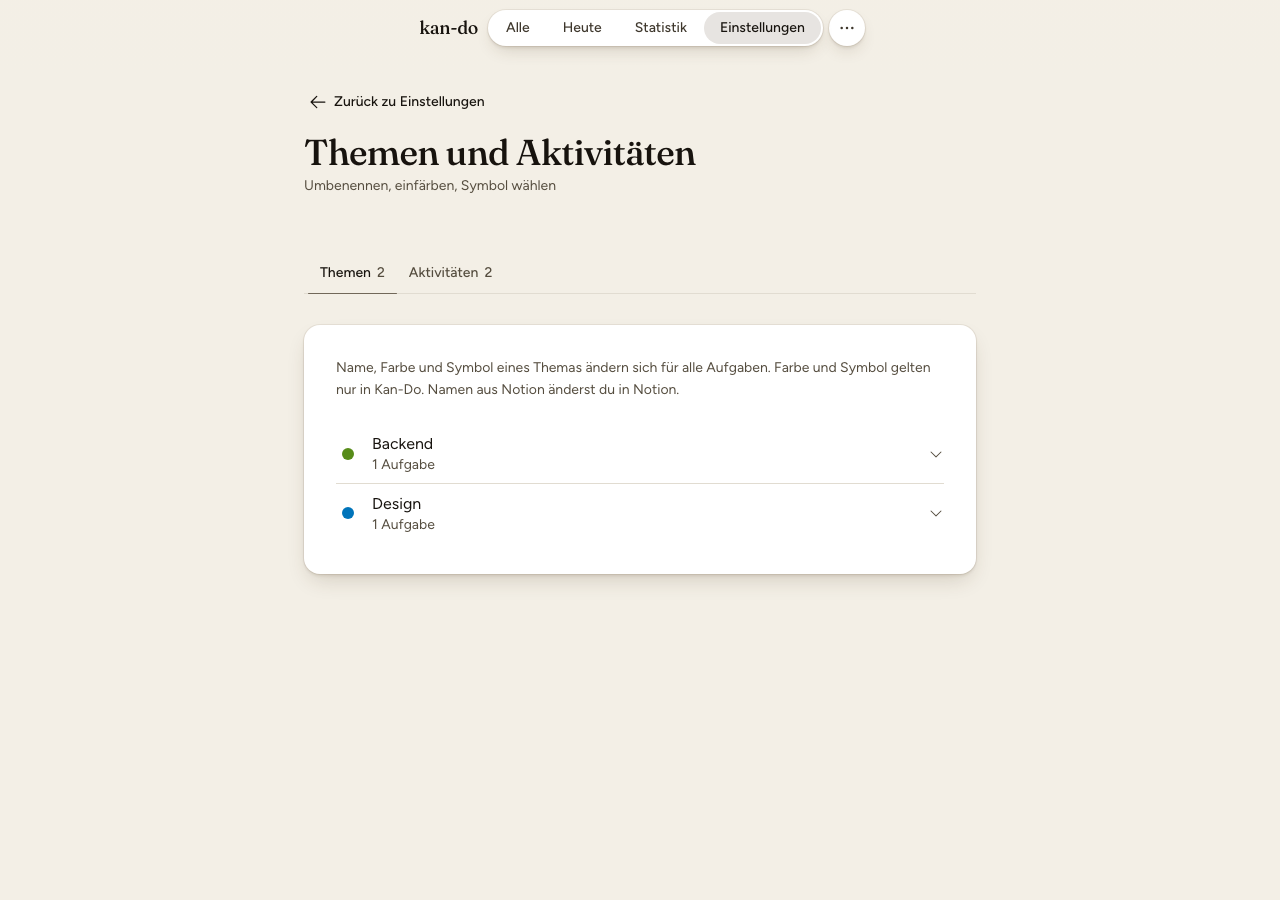 kan-do
Alle
Heute
Statistik
Einstellungen
Zurück zu Einstellungen
Themen und Aktivitäten
Umbenennen, einfärben, Symbol wählen
Themen 2
Aktivitäten 2
Name, Farbe und Symbol eines Themas ändern sich für alle Aufgaben. Farbe und Symbol gelten
nur in Kan-Do. Namen aus Notion änderst du in Notion.
Backend
1 Aufgabe
Design
1 Aufgabe